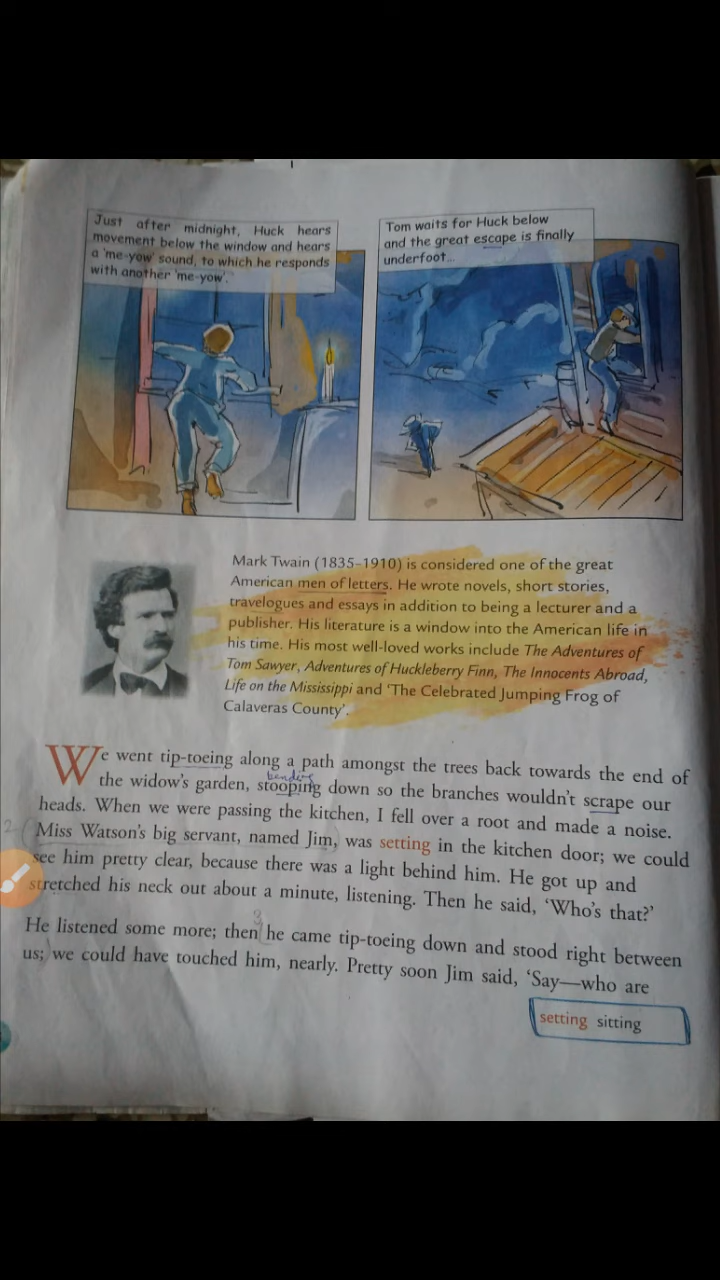 Just after midnight, Huck hears
movement below the window and hears
a 'me-yow' sound, to which he responds
with another 'me-yow'.
Tom waits for Huck below
and the great escape is finally
underfoot...
Mark Twain (1835–1910) is considered one of the great
American men of letters. He wrote novels, short stories,
travelogues and essays in addition to being a lecturer and a
publisher. His literature is a window into the American life in
his time. His most well-loved works include The Adventures of
Tom Sawyer, Adventures of Huckleberry Finn, The Innocents Abroad,
Life on the Mississippi and 'The Celebrated Jumping Frog of
Calaveras County'.
We went tip-toeing along a path amongst the trees back towards the end of
bending
the widow's garden, stooping down so the branches wouldn't scrape our
heads. When we were passing the kitchen, I fell over a root and made a noise.
2 Miss Watson's big servant, named Jim, was setting in the kitchen door; we could
see him pretty clear, because there was a light behind him. He got up and
stretched his neck out about a minute, listening. Then he said, 'Who's that?'
3
He listened some more; then he came tip-toeing down and stood right between
us; we could have touched him, nearly. Pretty soon Jim said, 'Say—who are
setting sitting